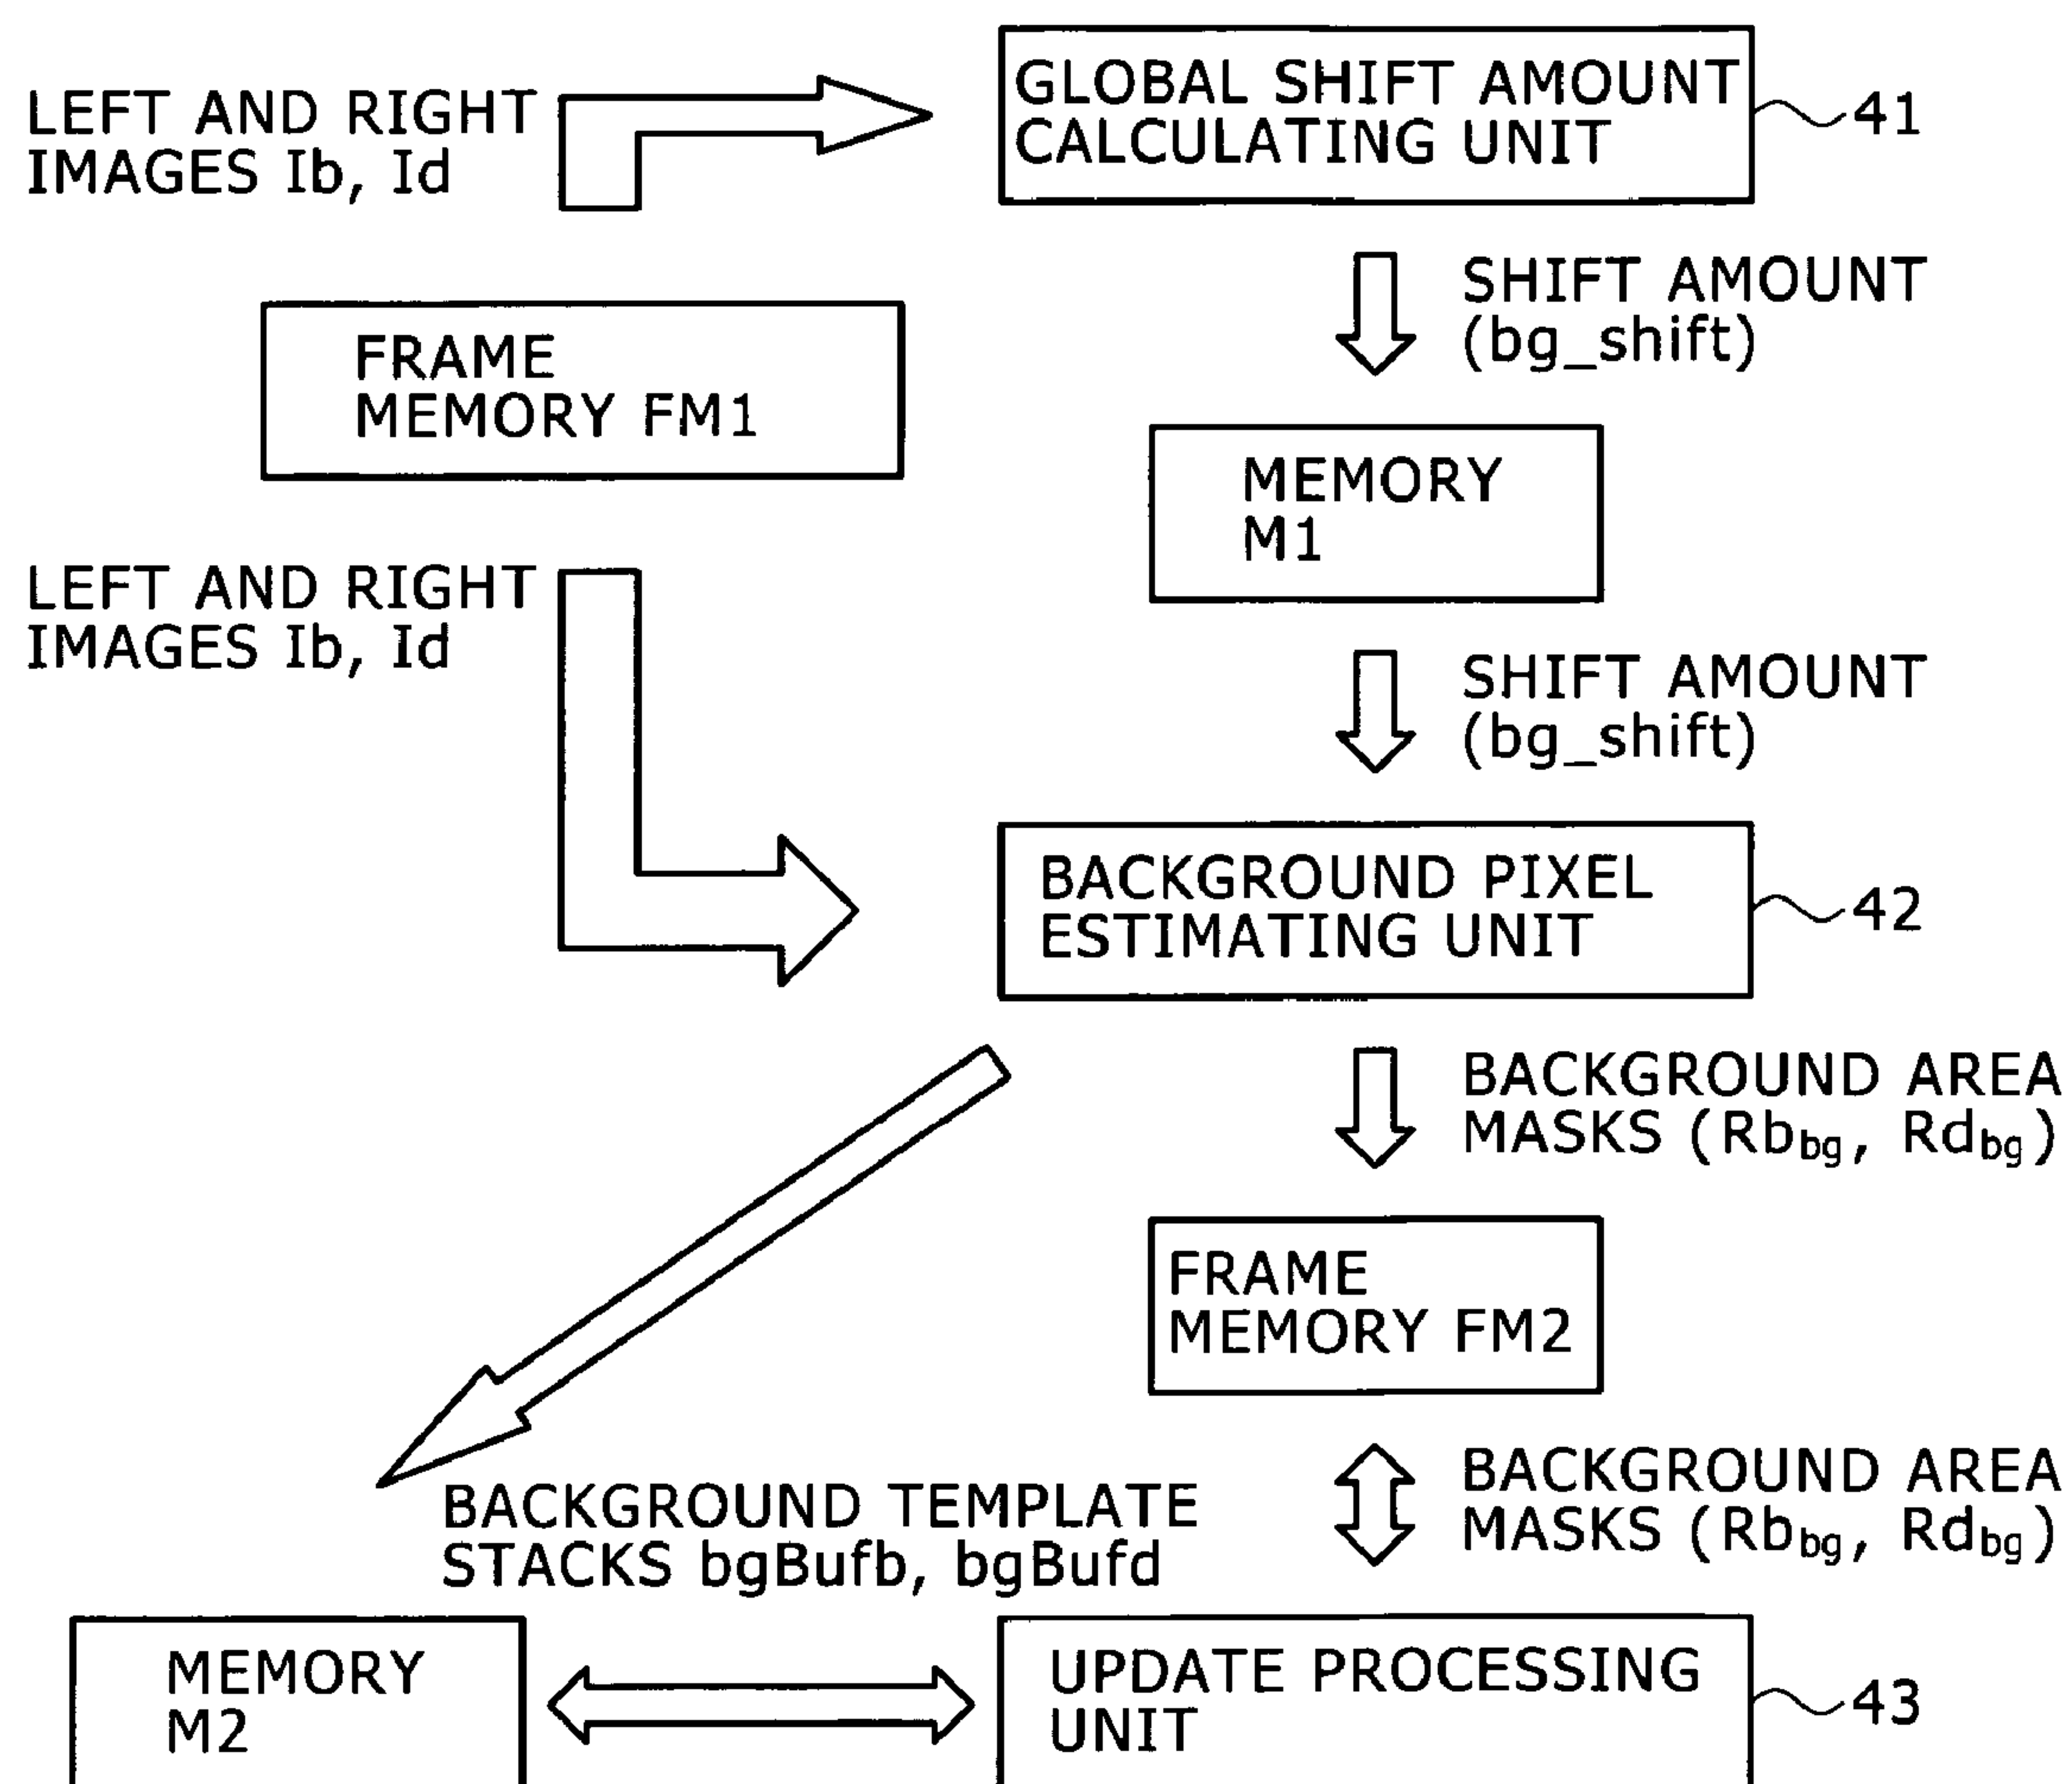 LEFT AND RIGHT
IMAGES Ib, Id
GLOBAL SHIFT AMOUNT
CALCULATING UNIT
41
SHIFT AMOUNT
(bg_shift)
FRAME
MEMORY FM1
MEMORY
M1
LEFT AND RIGHT
IMAGES Ib, Id
SHIFT AMOUNT
(bg_shift)
BACKGROUND PIXEL
ESTIMATING UNIT
42
BACKGROUND AREA
MASKS (Rbbg, Rdbg)
FRAME
MEMORY FM2
BACKGROUND AREA
MASKS (Rbbg, Rdbg)
BACKGROUND TEMPLATE
STACKS bgBufb, bgBufd
MEMORY
M2
UPDATE PROCESSING
UNIT
43